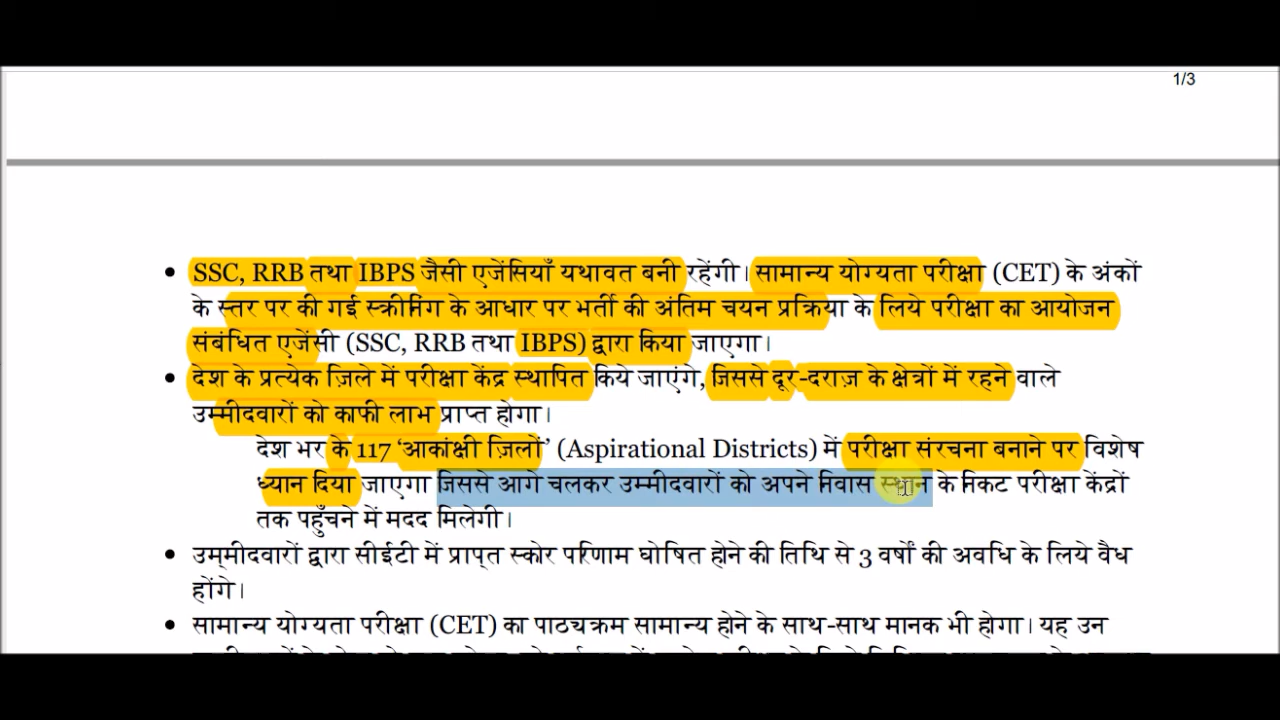 1/3
• SSC, RRB तथा IBPS जैसी एजेंसियाँ यथावत बनी रहेंगी। सामान्य योग्यता परीक्षा (CET) के अंकों
के स्तर पर की गई स्क्रीनिंग के आधार पर भर्ती की अंतिम चयन प्रक्रिया के लिये परीक्षा का आयोजन
संबंधित एजेंसी (SSC, RRB तथा IBPS) द्वारा किया जाएगा।
• देश के प्रत्येक ज़िले में परीक्षा केंद्र स्थापित किये जाएंगे, जिससे दूर-दराज़ के क्षेत्रों में रहने वाले
उम्मीदवारों को काफी लाभ प्राप्त होगा।
देश भर के 117 ‘आकांक्षी ज़िलों’ (Aspirational Districts) में परीक्षा संरचना बनाने पर विशेष
ध्यान दिया जाएगा जिससे आगे चलकर उम्मीदवारों को अपने निवास स्थान के निकट परीक्षा केंद्रों
तक पहुँचने में मदद मिलेगी।
• उम्‍मीदवारों द्वारा सीईटी में प्राप्‍त स्‍कोर परिणाम घोषित होने की तिथि से 3 वर्षों की अवधि के लिये वैध
होंगे।
• सामान्य योग्यता परीक्षा (CET) का पाठ्यक्रम सामान्य होने के साथ-साथ मानक भी होगा। यह उन